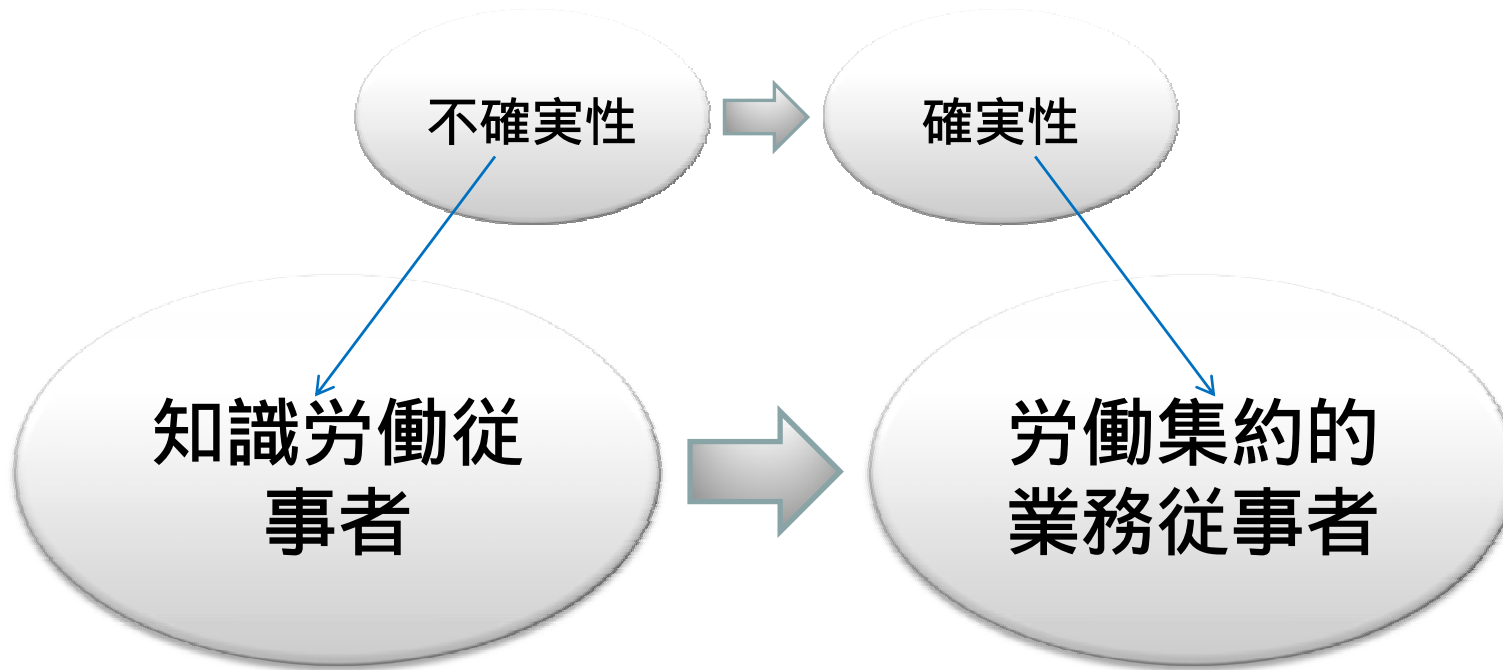 不確実性
確実性
知識労働従
事者
労働集約的
業務従事者